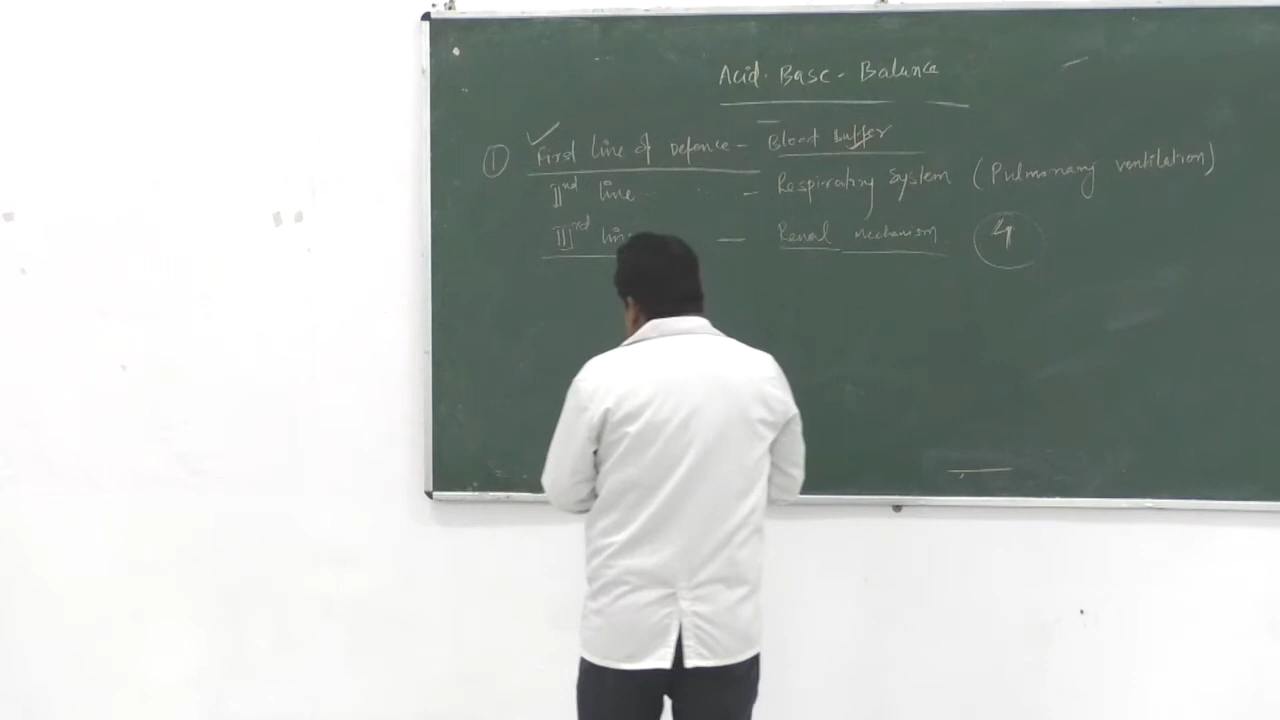 Acid. Base - Balance
① First line of Defence - Blood buffer
IInd line - Respiratory System (Pulmonary ventilation)
IIIrd line - Renal mechanism 4